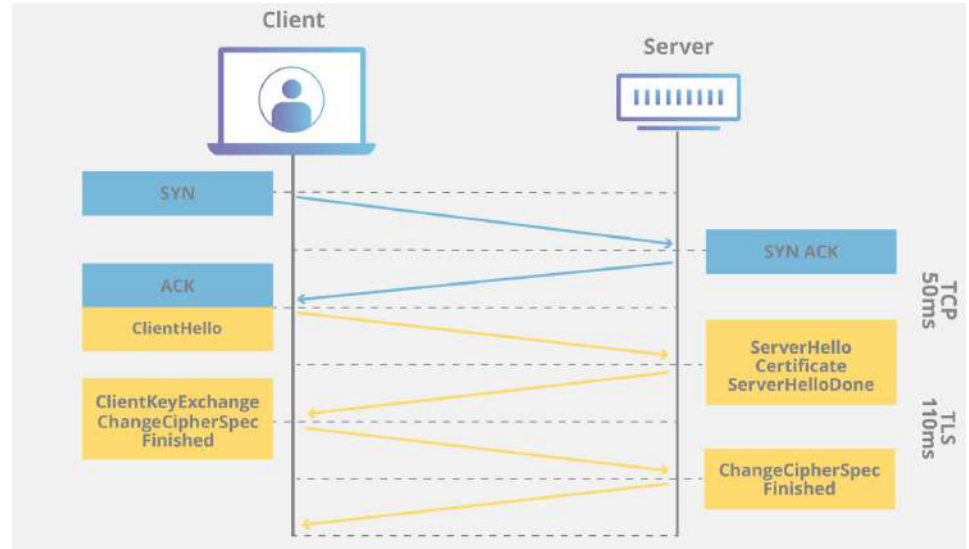 Client
Server
SYN
SYN ACK
ACK
ClientHello
ServerHello
Certificate
ServerHelloDone
ClientKeyExchange
ChangeCipherSpec
Finished
ChangeCipherSpec
Finished
TCP
50ms
TLS
110ms